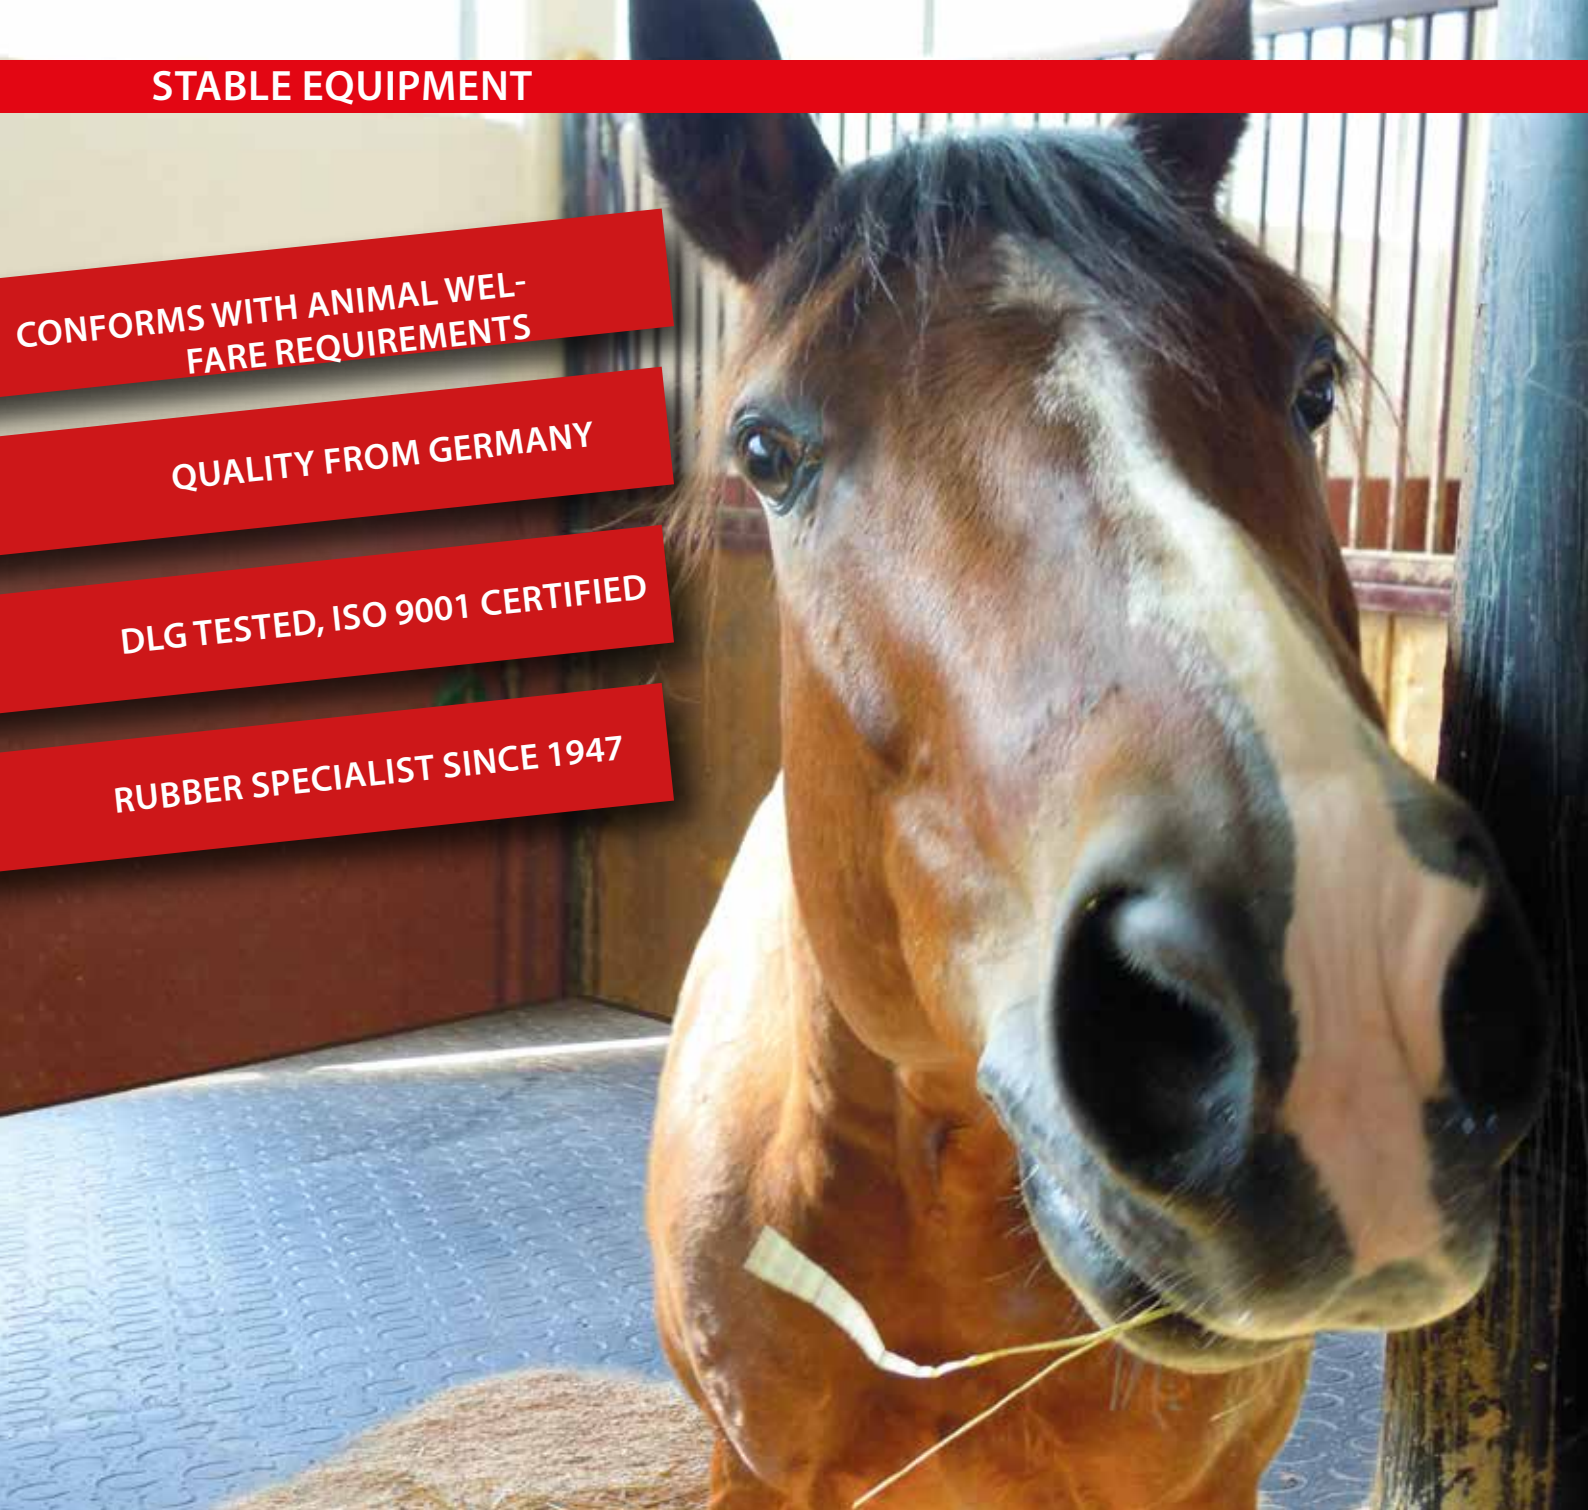 STABLE EQUIPMENT
CONFORMS WITH ANIMAL WEL-
FARE REQUIREMENTS
QUALITY FROM GERMANY
DLG TESTED, ISO 9001 CERTIFIED
RUBBER SPECIALIST SINCE 1947